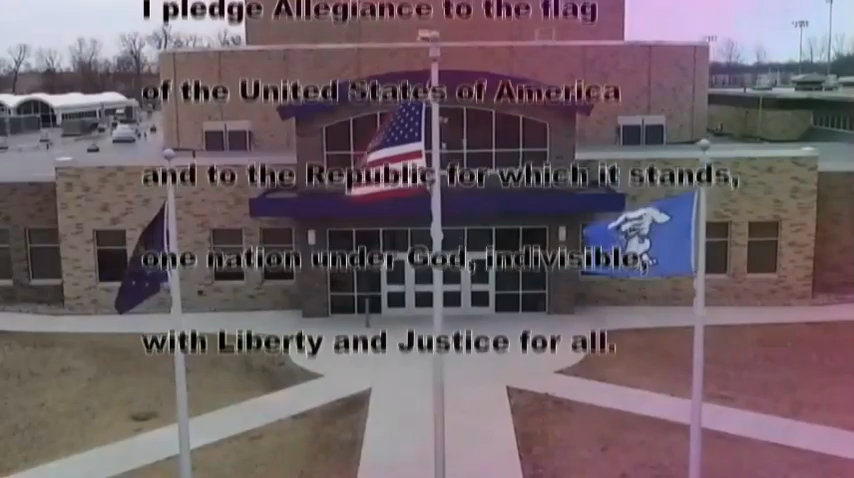 I pledge Allegiance to the flag
of the United States of America
and to the Republic for which it stands,
one nation under God, indivisible,
with Liberty and Justice for all.